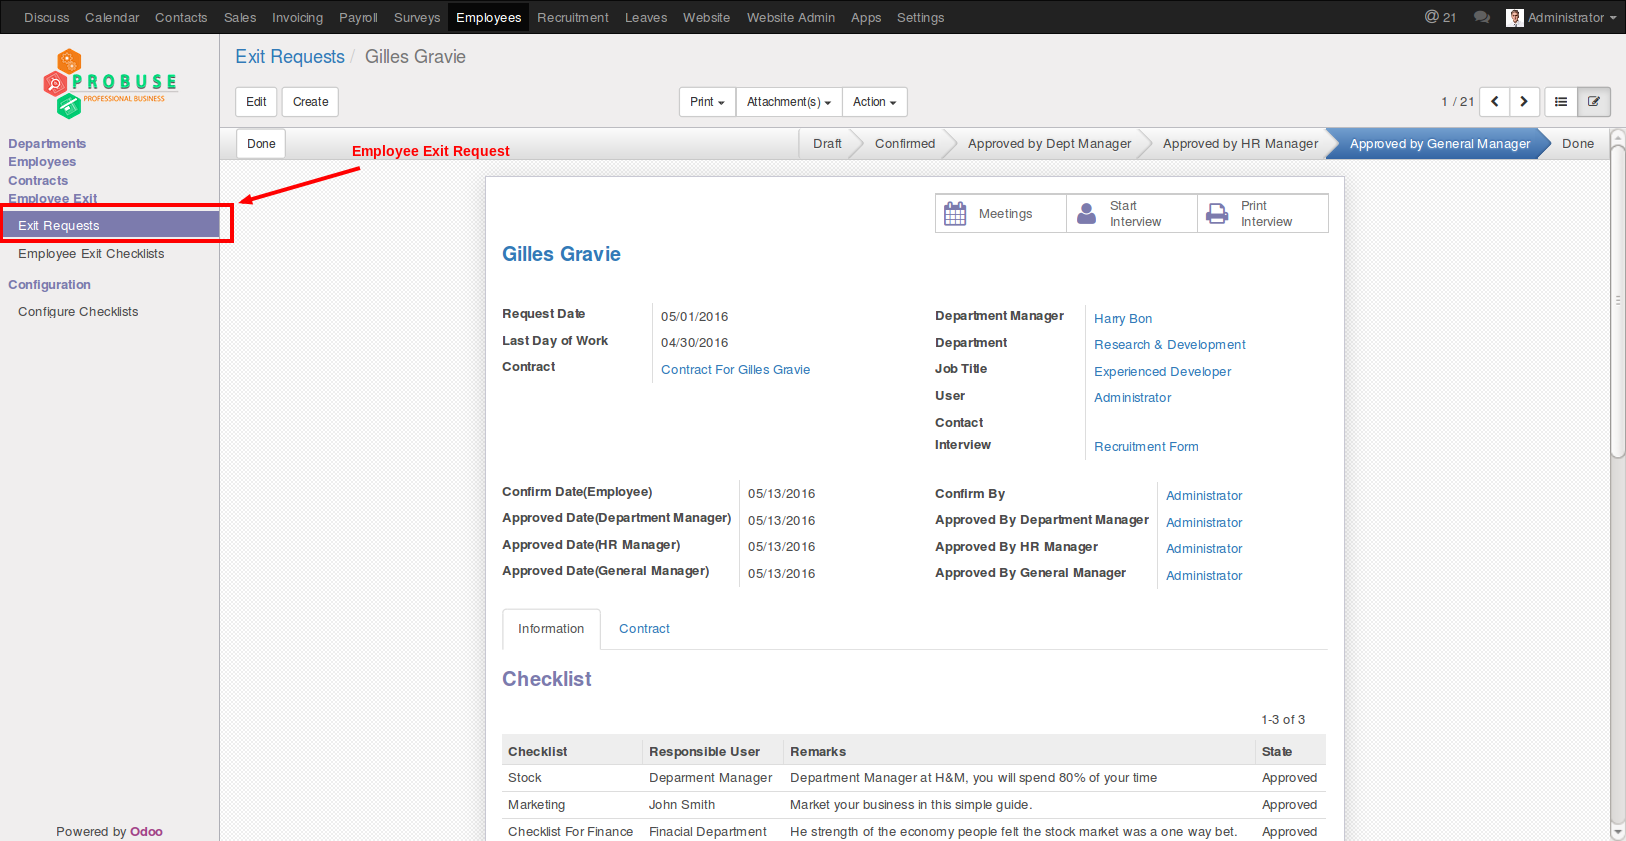 Discuss Calendar Contacts Sales Invoicing Payroll Surveys Employees Recruitment Leaves Website Website Admin Apps Settings @ 21 Administrator
PROBUSE
PROFESSIONAL BUSINESS
Departments
Employees
Contracts
Employee Exit
Exit Requests
Employee Exit Checklists
Configuration
Configure Checklists
Powered by Odoo
Exit Requests / Gilles Gravie
Edit Create Print Attachment(s) Action 1 / 21
Done Draft Confirmed Approved by Dept Manager Approved by HR Manager Approved by General Manager Done
Employee Exit Request
Meetings
Start Interview
Print Interview
Gilles Gravie
Request Date 05/01/2016
Last Day of Work 04/30/2016
Contract Contract For Gilles Gravie
Department Manager Harry Bon
Department Research & Development
Job Title Experienced Developer
User Administrator
Contact
Interview Recruitment Form
Confirm Date(Employee) 05/13/2016
Approved Date(Department Manager) 05/13/2016
Approved Date(HR Manager) 05/13/2016
Approved Date(General Manager) 05/13/2016
Confirm By Administrator
Approved By Department Manager Administrator
Approved By HR Manager Administrator
Approved By General Manager Administrator
Information Contract
Checklist
1-3 of 3
Checklist Responsible User Remarks State
Stock Deparment Manager Department Manager at H&M, you will spend 80% of your time Approved
Marketing John Smith Market your business in this simple guide. Approved
Checklist For Finance Finacial Department He strength of the economy people felt the stock market was a one way bet. Approved